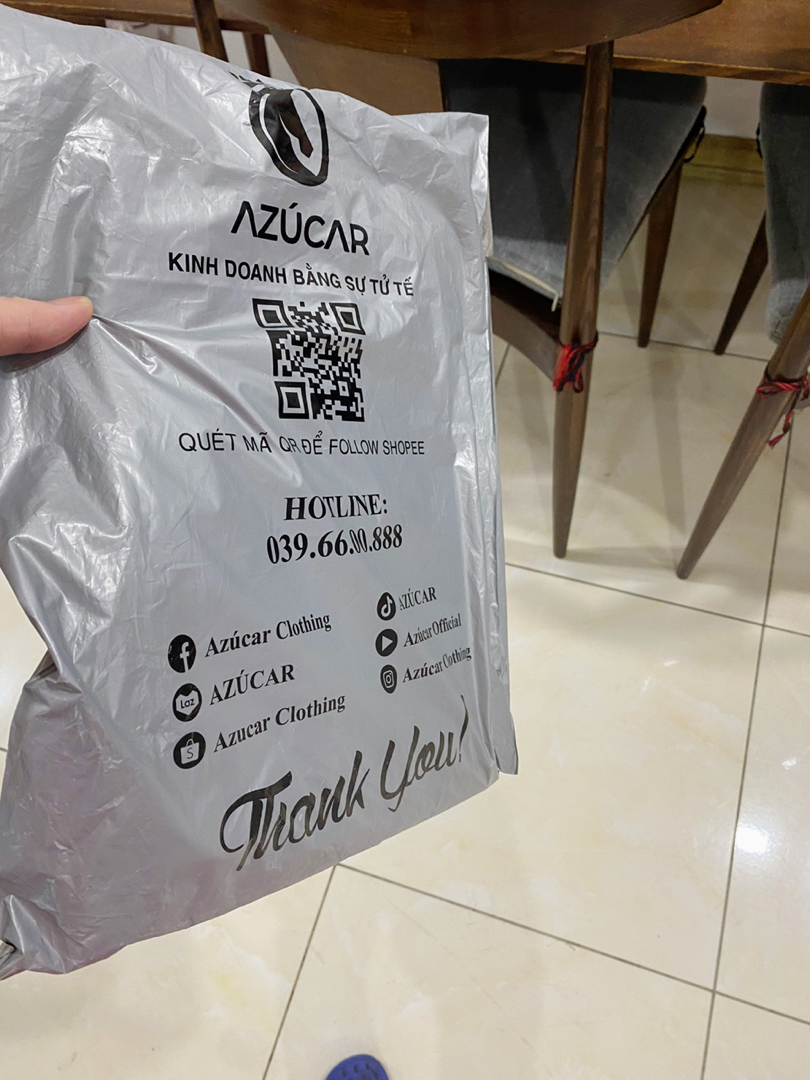 AZÚCAR
KINH DOANH BẰNG SỰ TỬ TẾ
QUÉT MÃ QR ĐỂ FOLLOW SHOPEE
HOTLINE:
039.66.00.888
Azúcar Clothing
AZÚCAR
Laz
AZÚCAR
Azúcar Official
S
Azucar Clothing
Azúcar Clothing
Thank You!